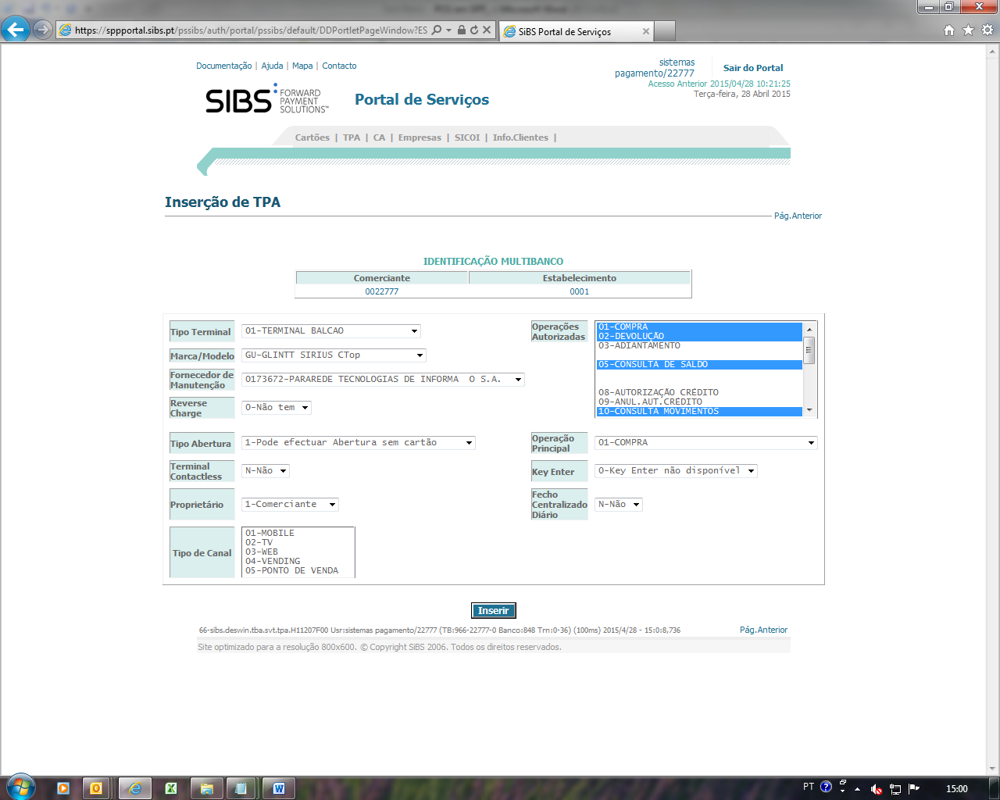 https://sppportal.sibs.pt/pssibs/auth/portal/pssibs/default/DDPortletPageWindow?ES
SiBS Portal de Serviços
Documentação | Ajuda | Mapa | Contacto
sistemas
pagamento/22777
Sair do Portal
Acesso Anterior 2015/04/28 10:21:25
Terça-feira, 28 Abril 2015
SIBS FORWARD PAYMENT SOLUTIONS™
Portal de Serviços
Cartões | TPA | CA | Empresas | SICOI | Info.Clientes |
Inserção de TPA
Pág.Anterior
IDENTIFICAÇÃO MULTIBANCO
Comerciante Estabelecimento
0022777 0001
Tipo Terminal 01-TERMINAL BALCAO
Marca/Modelo GU-GLINTT SIRIUS CTop
Fornecedor de Manutenção 0173672-PARAREDE TECNOLOGIAS DE INFORMA O S.A.
Reverse Charge 0-Não tem
Operações Autorizadas
01-COMPRA
02-DEVOLUÇÃO
03-ADIANTAMENTO
05-CONSULTA DE SALDO
08-AUTORIZAÇÃO CRÉDITO
09-ANUL.AUT.CRÉDITO
10-CONSULTA MOVIMENTOS
Tipo Abertura 1-Pode efectuar Abertura sem cartão
Operação Principal 01-COMPRA
Terminal Contactless N-Não
Key Enter 0-Key Enter não disponível
Proprietário 1-Comerciante
Fecho Centralizado Diário N-Não
Tipo de Canal
01-MOBILE
02-TV
03-WEB
04-VENDING
05-PONTO DE VENDA
Inserir
66-sibs.deswin.tba.svt.tpa.H11207F00 Usr:sistemas pagamento/22777 (TB:966-22777-0 Banco:848 Trn:0-36) (100ms) 2015/4/28 - 15:0:8,736
Pág.Anterior
Site optimizado para a resolução 800x600. © Copyright SiBS 2006. Todos os direitos reservados.
PT
15:00